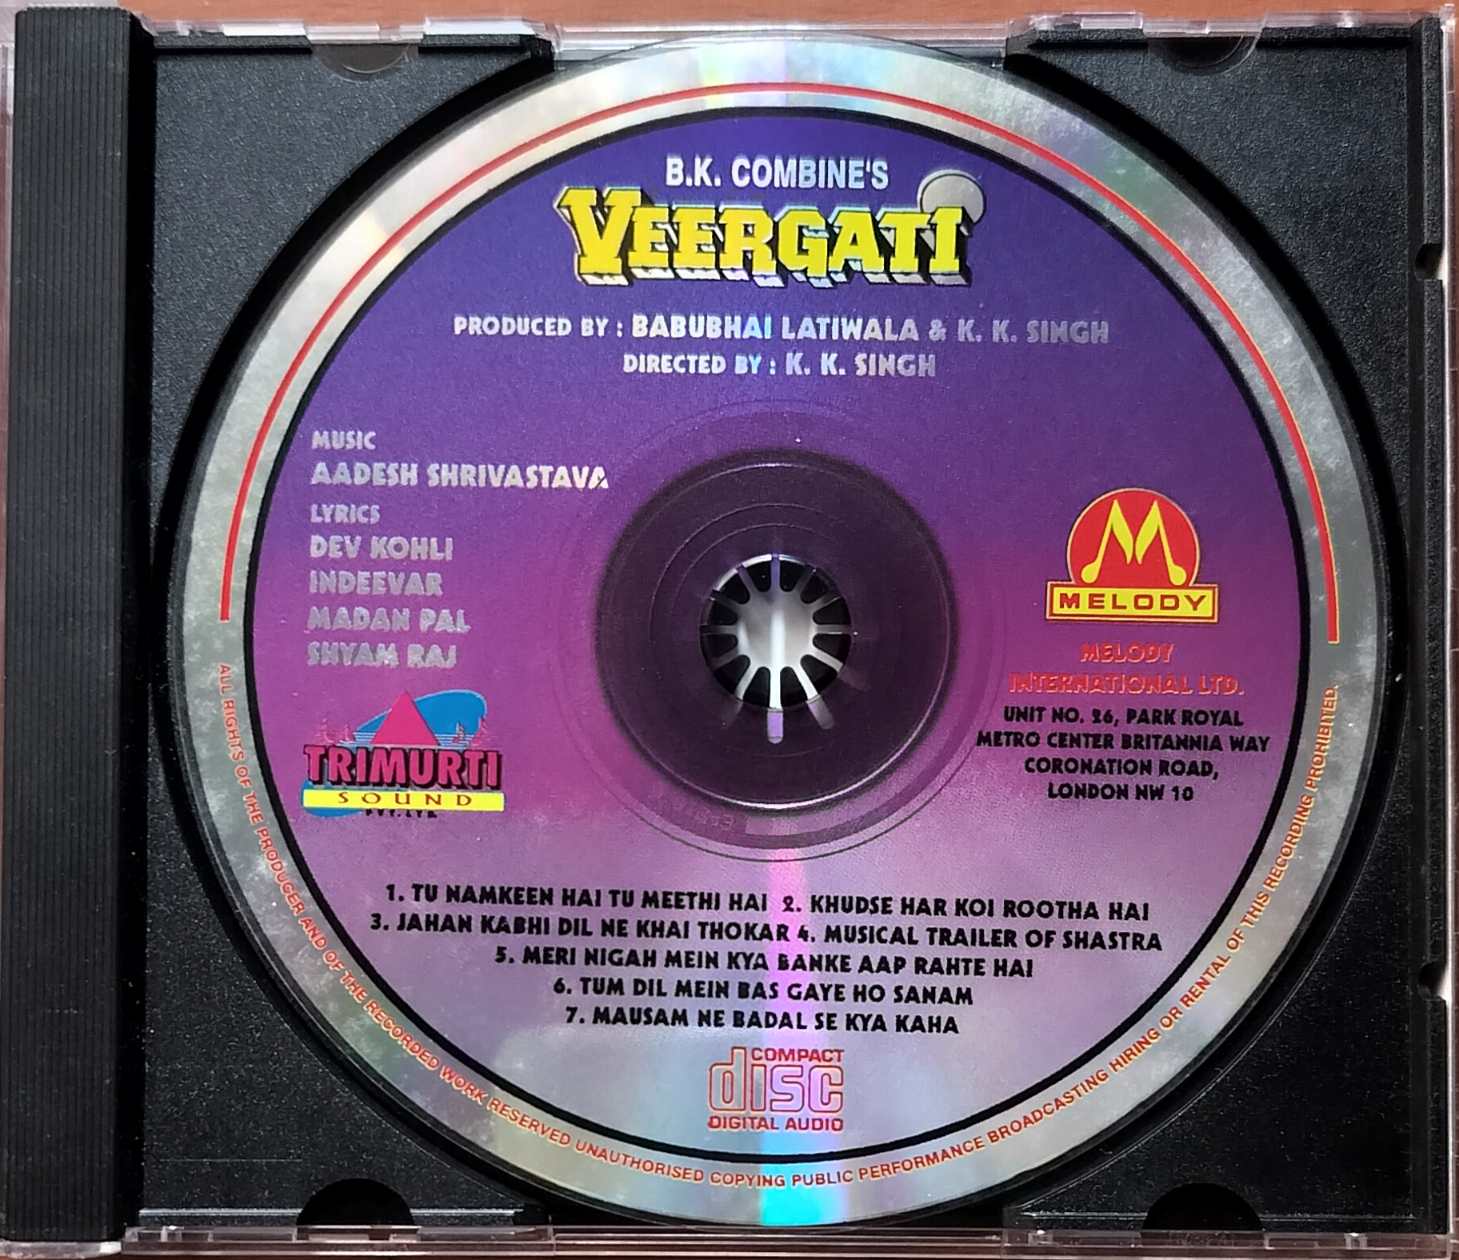 B.K. COMBINE'S
VEERGATI
PRODUCED BY : BABUBHAI LATIWALA & K. K. SINGH
DIRECTED BY : K. K. SINGH
MUSIC
AADESH SHRIVASTAVA
LYRICS
DEV KOHLI
INDEEVAR
MADAN PAL
SHYAM RAJ
TRIMURTI
SOUND
PVT. LTD.
MELODY
MELODY
INTERNATIONAL LTD.
UNIT NO. 26, PARK ROYAL
METRO CENTER BRITANNIA WAY
CORONATION ROAD,
LONDON NW 10
1. TU NAMKEEN HAI TU MEETHI HAI 2. KHUDSE HAR KOI ROOTHA HAI
3. JAHAN KABHI DIL NE KHAI THOKAR 4. MUSICAL TRAILER OF SHASTRA
5. MERI NIGAH MEIN KYA BANKE AAP RAHTE HAI
6. TUM DIL MEIN BAS GAYE HO SANAM
7. MAUSAM NE BADAL SE KYA KAHA
COMPACT
disc
DIGITAL AUDIO
ALL RIGHTS OF THE PRODUCER AND OF THE RECORDED WORK RESERVED UNAUTHORISED COPYING PUBLIC PERFORMANCE BROADCASTING HIRING OR RENTAL OF THIS RECORDING PROHIBITED.